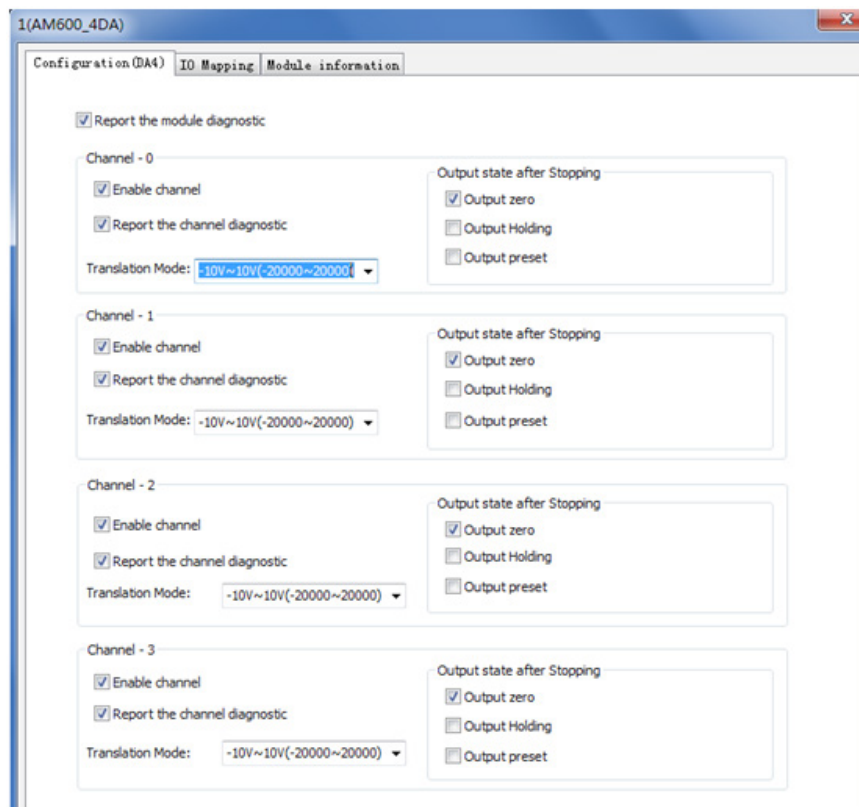 1(AM600_4DA)
Configuration(DA4) IO Mapping Module information
Report the module diagnostic
Channel - 0
Enable channel
Report the channel diagnostic
Translation Mode: -10V~10V(-20000~20000)
Output state after Stopping
Output zero
Output Holding
Output preset
Channel - 1
Enable channel
Report the channel diagnostic
Translation Mode: -10V~10V(-20000~20000)
Output state after Stopping
Output zero
Output Holding
Output preset
Channel - 2
Enable channel
Report the channel diagnostic
Translation Mode: -10V~10V(-20000~20000)
Output state after Stopping
Output zero
Output Holding
Output preset
Channel - 3
Enable channel
Report the channel diagnostic
Translation Mode: -10V~10V(-20000~20000)
Output state after Stopping
Output zero
Output Holding
Output preset